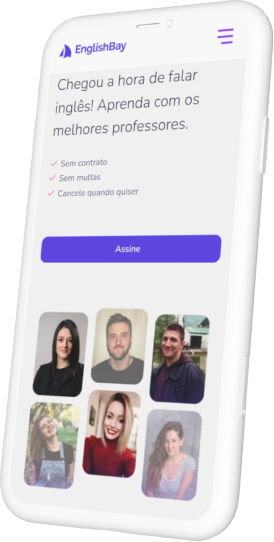 EnglishBay
Chegou a hora de falar
inglês! Aprenda com os
melhores professores.
Sem contrato
Sem multas
Cancele quando quiser
Assine